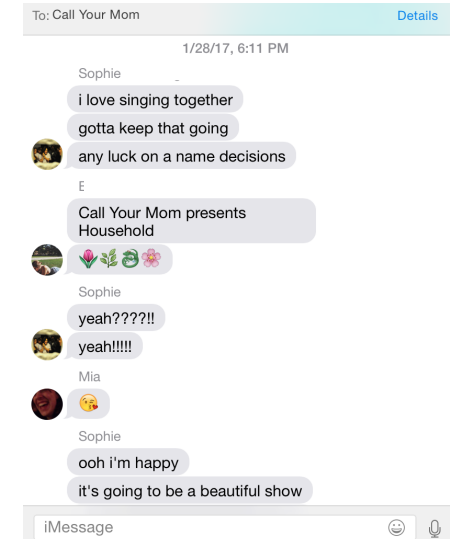 To: Call Your Mom Details
1/28/17, 6:11 PM
Sophie
i love singing together
gotta keep that going
any luck on a name decisions
E
Call Your Mom presents
Household
🌷🌿🐉🌸
Sophie
yeah????!!
yeah!!!!!
Mia
😘
Sophie
ooh i'm happy
it's going to be a beautiful show
iMessage